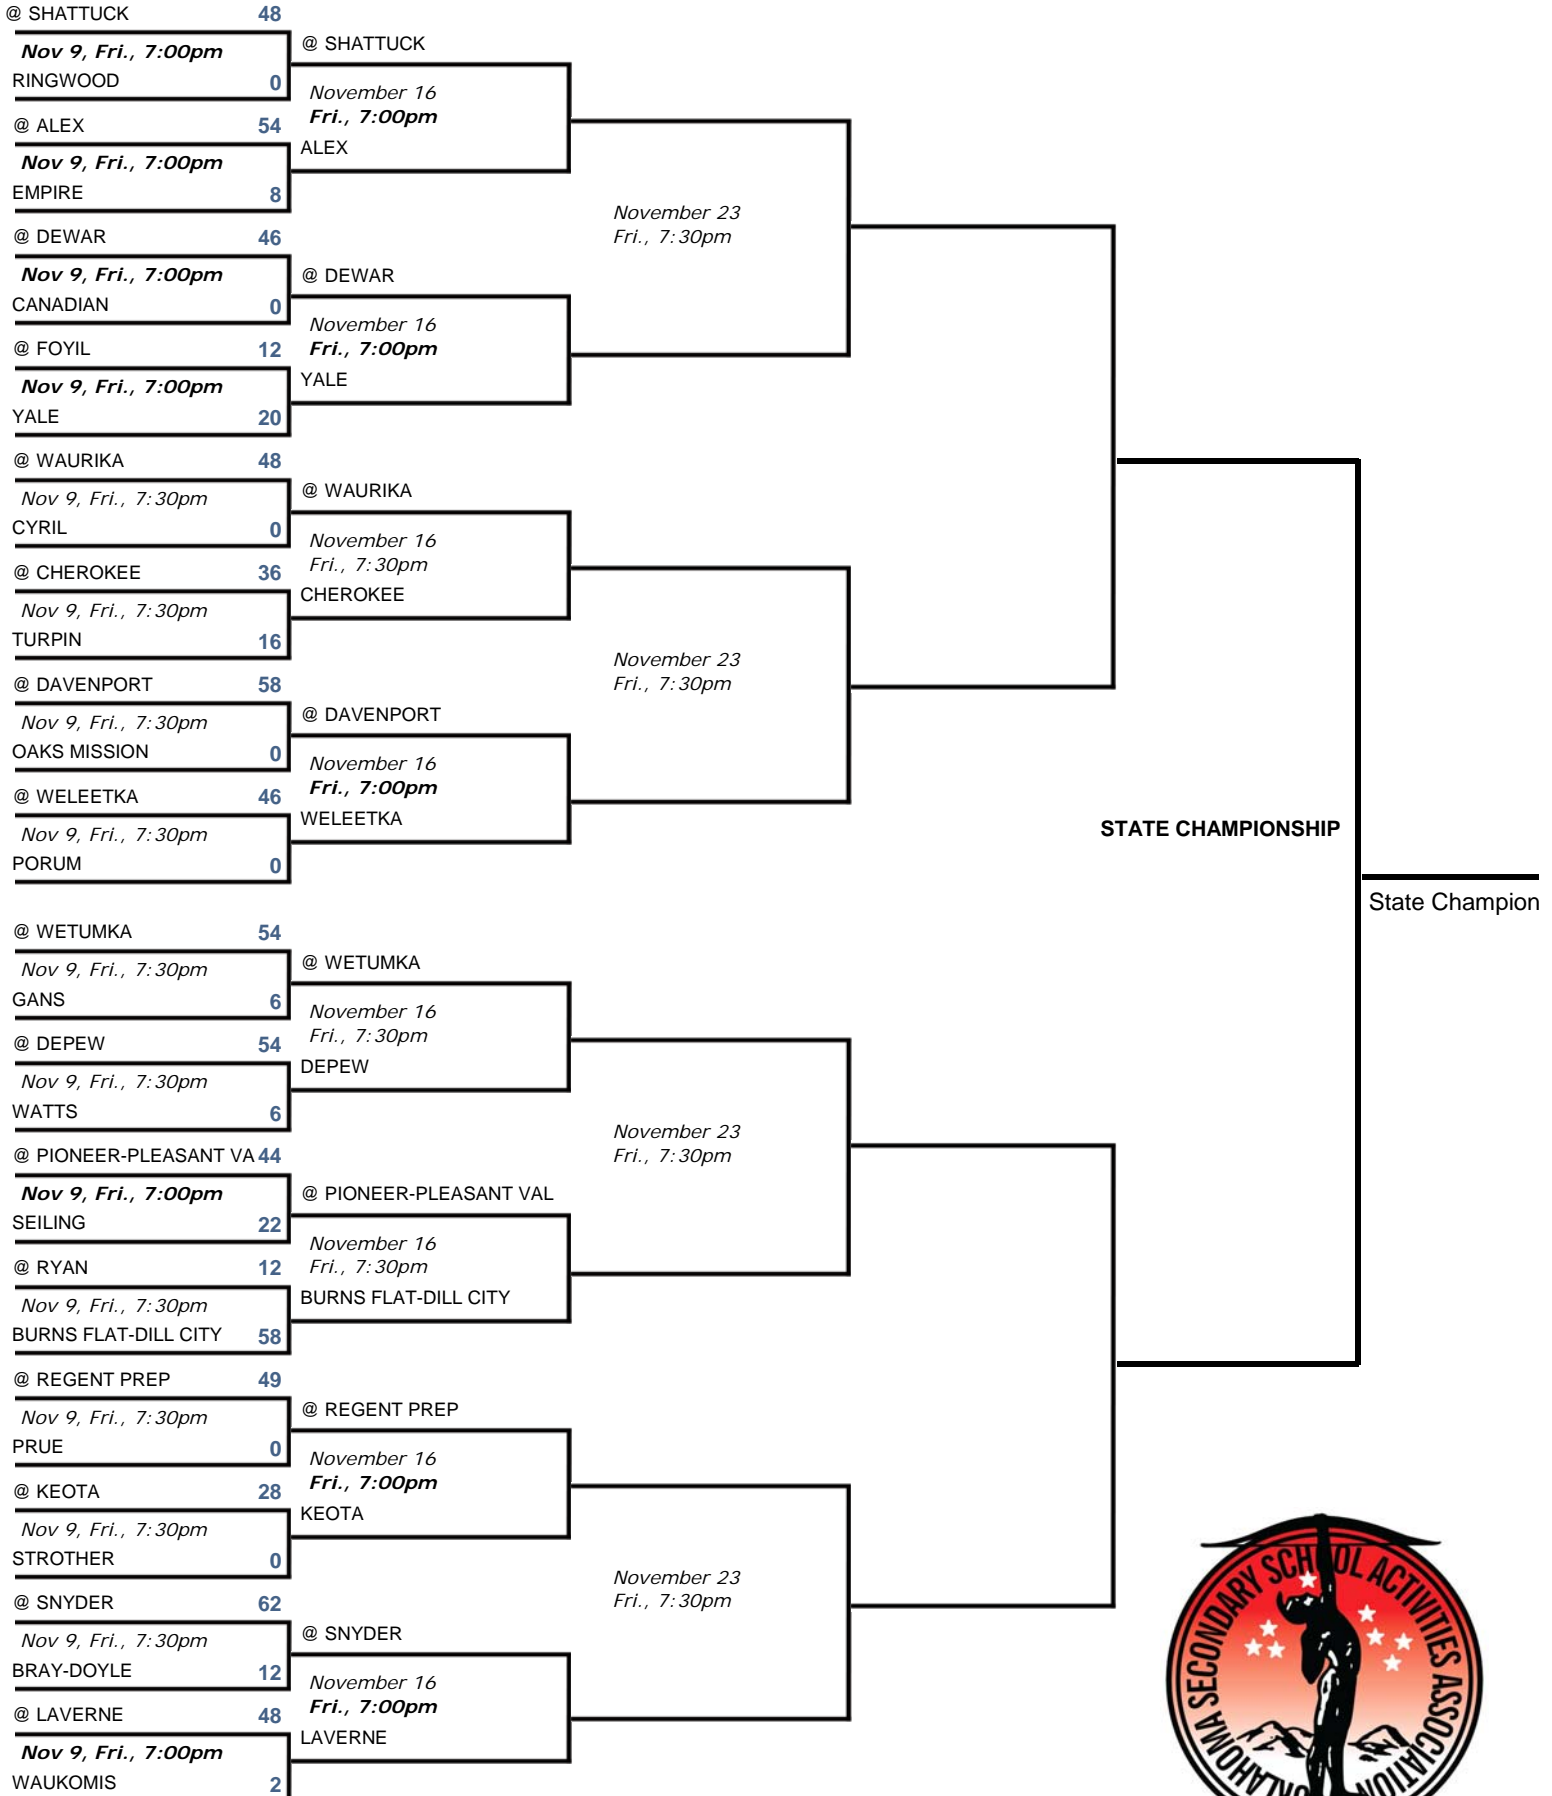 @ SHATTUCK 48
Nov 9, Fri., 7:00pm
RINGWOOD 0
@ ALEX 54
Nov 9, Fri., 7:00pm
EMPIRE 8
@ DEWAR 46
Nov 9, Fri., 7:00pm
CANADIAN 0
@ FOYIL 12
Nov 9, Fri., 7:00pm
YALE 20
@ WAURIKA 48
Nov 9, Fri., 7:30pm
CYRIL 0
@ CHEROKEE 36
Nov 9, Fri., 7:30pm
TURPIN 16
@ DAVENPORT 58
Nov 9, Fri., 7:30pm
OAKS MISSION 0
@ WELEETKA 46
Nov 9, Fri., 7:30pm
PORUM 0
@ WETUMKA 54
Nov 9, Fri., 7:30pm
GANS 6
@ DEPEW 54
Nov 9, Fri., 7:30pm
WATTS 6
@ PIONEER-PLEASANT VA 44
Nov 9, Fri., 7:00pm
SEILING 22
@ RYAN 12
Nov 9, Fri., 7:30pm
BURNS FLAT-DILL CITY 58
@ REGENT PREP 49
Nov 9, Fri., 7:30pm
PRUE 0
@ KEOTA 28
Nov 9, Fri., 7:30pm
STROTHER 0
@ SNYDER 62
Nov 9, Fri., 7:30pm
BRAY-DOYLE 12
@ LAVERNE 48
Nov 9, Fri., 7:00pm
WAUKOMIS 2
@ SHATTUCK
November 16
Fri., 7:00pm
ALEX
@ DEWAR
November 16
Fri., 7:00pm
YALE
@ WAURIKA
November 16
Fri., 7:30pm
CHEROKEE
@ DAVENPORT
November 16
Fri., 7:00pm
WELEETKA
@ WETUMKA
November 16
Fri., 7:30pm
DEPEW
@ PIONEER-PLEASANT VAL
November 16
Fri., 7:30pm
BURNS FLAT-DILL CITY
@ REGENT PREP
November 16
Fri., 7:00pm
KEOTA
@ SNYDER
November 16
Fri., 7:00pm
LAVERNE
November 23
Fri., 7:30pm
November 23
Fri., 7:30pm
November 23
Fri., 7:30pm
November 23
Fri., 7:30pm
STATE CHAMPIONSHIP
State Champion
OKLAHOMA SECONDARY SCHOOL ACTIVITIES ASSOCIATION